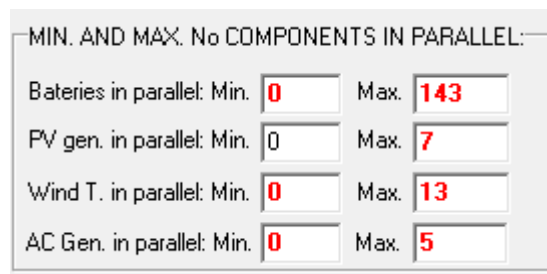 MIN. AND MAX. No COMPONENTS IN PARALLEL:
Bateries in parallel: Min. 0 Max. 143
PV gen. in parallel: Min. 0 Max. 7
Wind T. in parallel: Min. 0 Max. 13
AC Gen. in parallel: Min. 0 Max. 5